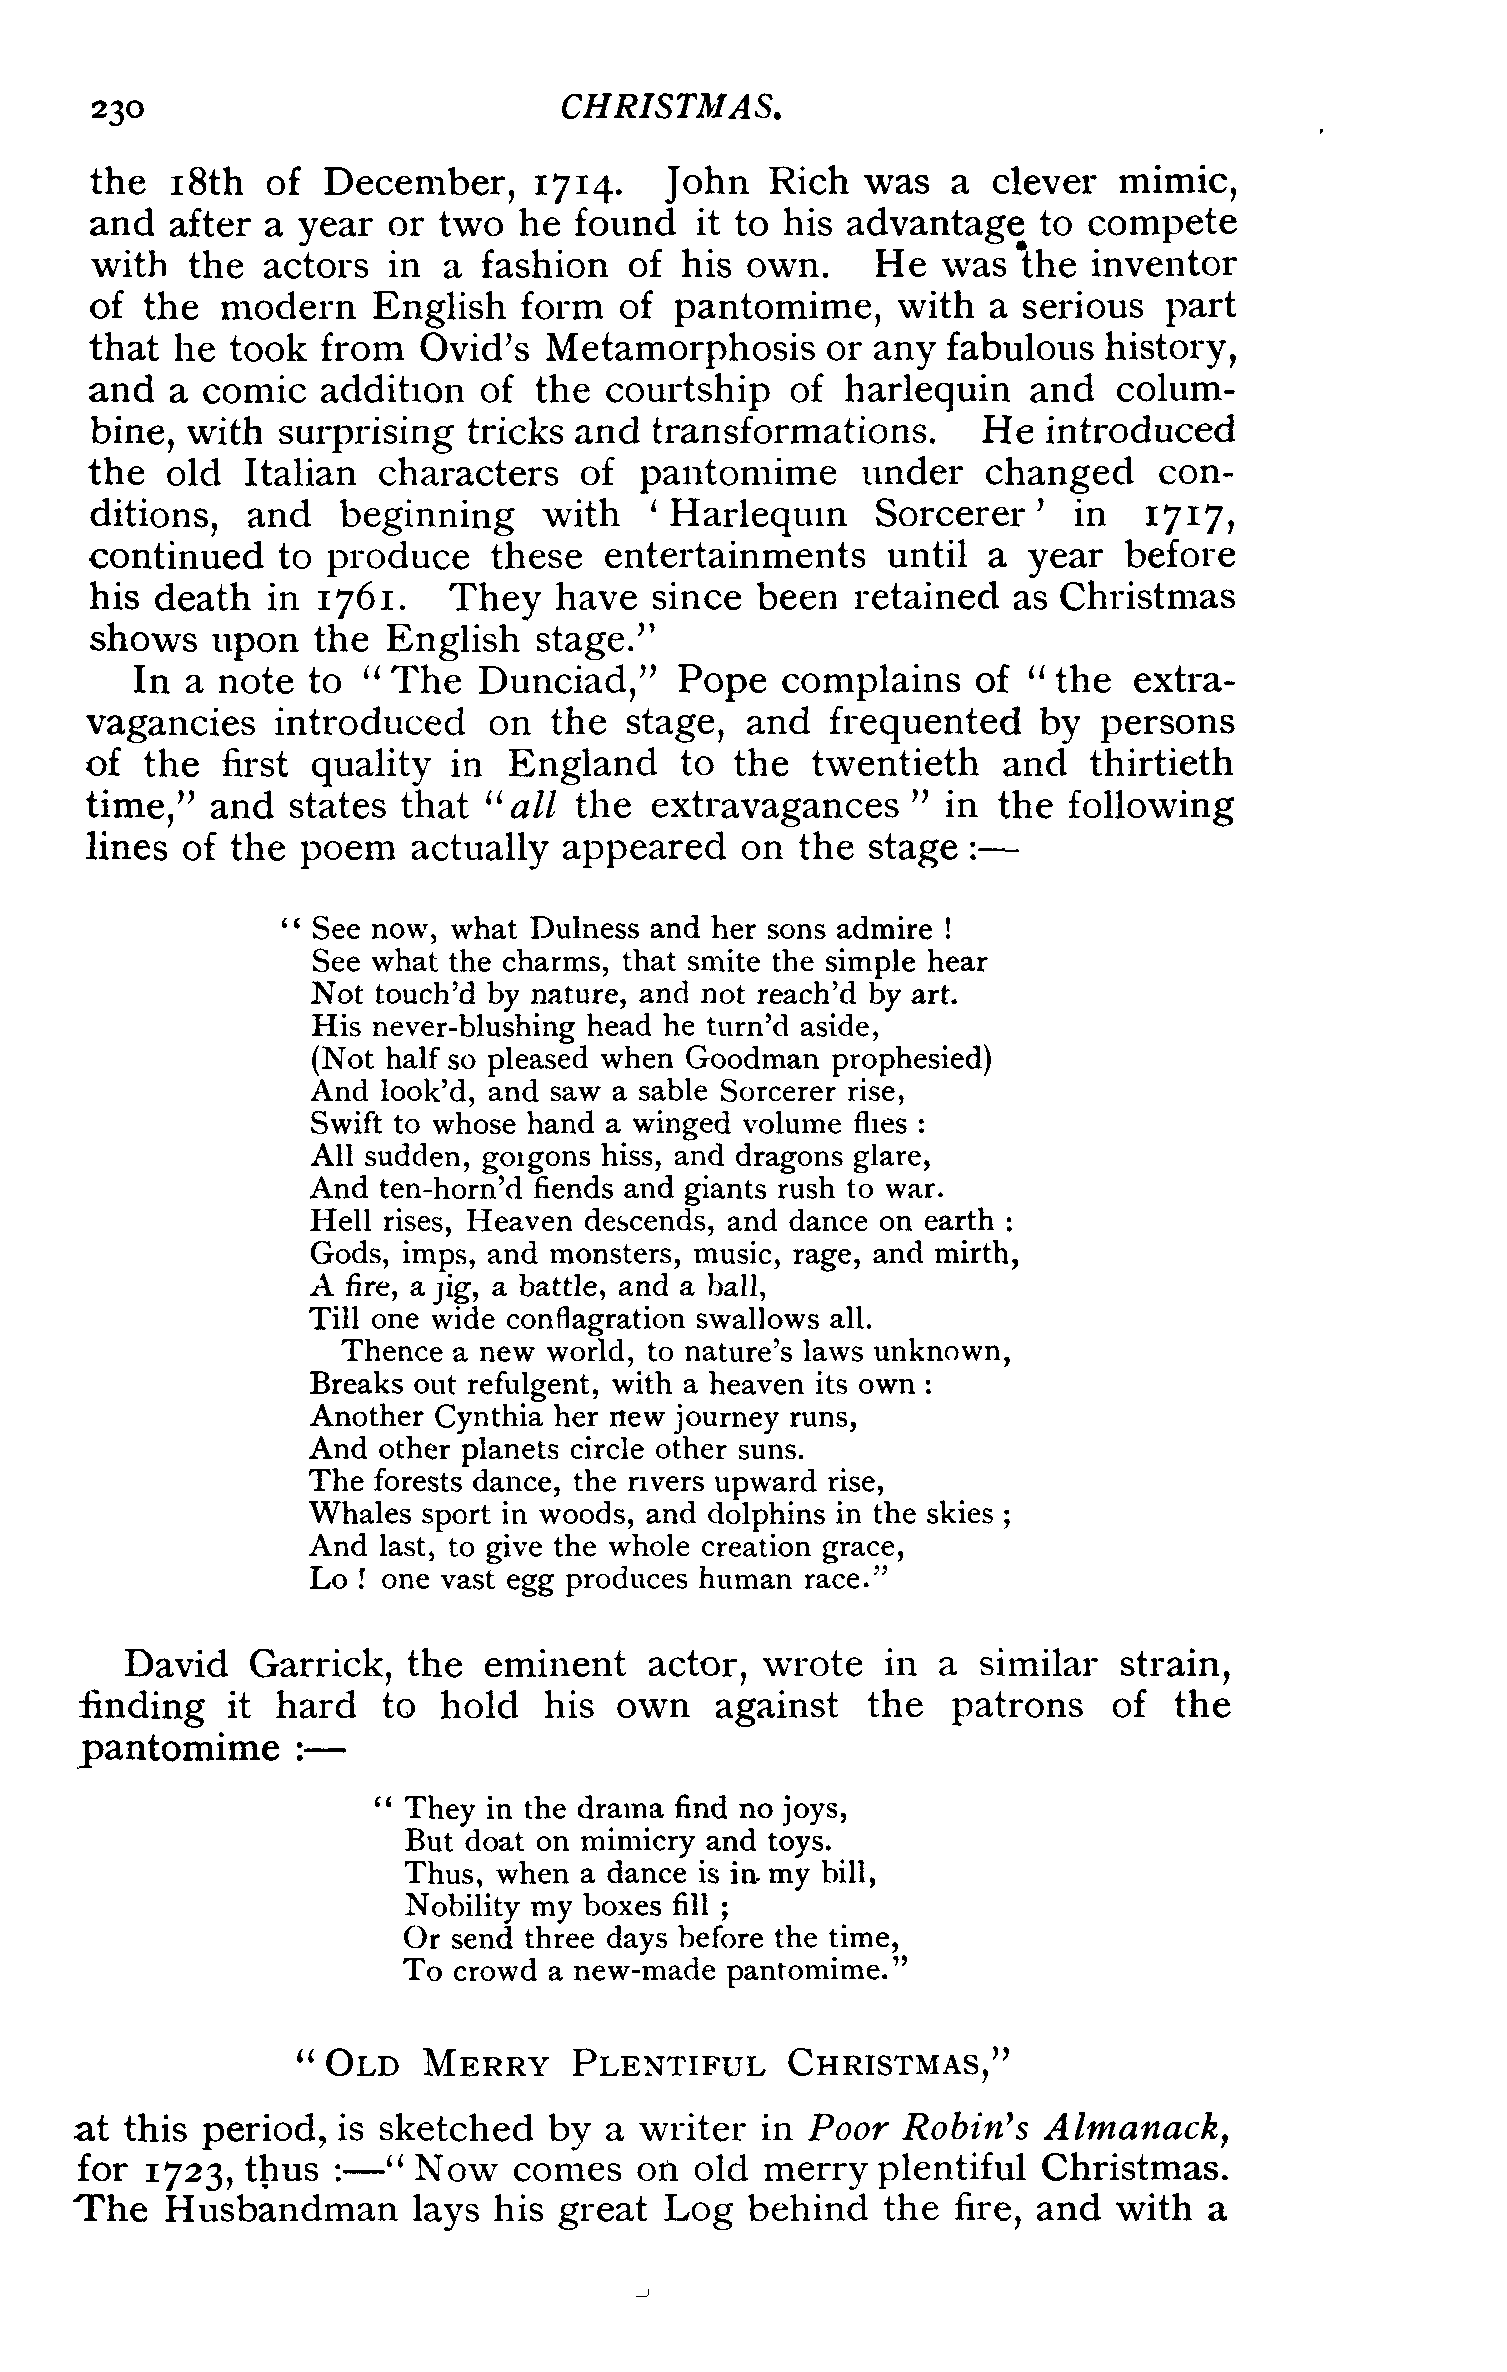 230 CHRISTMAS.
the 18th of December, 1714. John Rich was a clever mimic,
and after a year or two he found it to his advantage to compete
with the actors in a fashion of his own. He was the inventor
of the modern English form of pantomime, with a serious part
that he took from Ovid's Metamorphosis or any fabulous history,
and a comic addition of the courtship of harlequin and colum-
bine, with surprising tricks and transformations. He introduced
the old Italian characters of pantomime under changed con-
ditions, and beginning with ‘ Harlequin Sorcerer ’ in 1717,
continued to produce these entertainments until a year before
his death in 1761. They have since been retained as Christmas
shows upon the English stage.”
In a note to “ The Dunciad,” Pope complains of “ the extra-
vagancies introduced on the stage, and frequented by persons
of the first quality in England to the twentieth and thirtieth
time,” and states that “ all the extravagances ” in the following
lines of the poem actually appeared on the stage :—
“ See now, what Dulness and her sons admire !
See what the charms, that smite the simple hear
Not touch'd by nature, and not reach'd by art.
His never-blushing head he turn'd aside,
(Not half so pleased when Goodman prophesied)
And look'd, and saw a sable Sorcerer rise,
Swift to whose hand a winged volume flies :
All sudden, gorgons hiss, and dragons glare,
And ten-horn'd fiends and giants rush to war.
Hell rises, Heaven descends, and dance on earth :
Gods, imps, and monsters, music, rage, and mirth,
A fire, a jig, a battle, and a ball,
Till one wide conflagration swallows all.
Thence a new world, to nature's laws unknown,
Breaks out refulgent, with a heaven its own :
Another Cynthia her new journey runs,
And other planets circle other suns.
The forests dance, the rivers upward rise,
Whales sport in woods, and dolphins in the skies ;
And last, to give the whole creation grace,
Lo ! one vast egg produces human race.”
David Garrick, the eminent actor, wrote in a similar strain,
finding it hard to hold his own against the patrons of the
pantomime :—
“ They in the drama find no joys,
But doat on mimicry and toys.
Thus, when a dance is in my bill,
Nobility my boxes fill ;
Or send three days before the time,
To crowd a new-made pantomime.”
“ OLD MERRY PLENTIFUL CHRISTMAS,”
at this period, is sketched by a writer in Poor Robin's Almanack,
for 1723, thus :—“ Now comes on old merry plentiful Christmas.
The Husbandman lays his great Log behind the fire, and with a